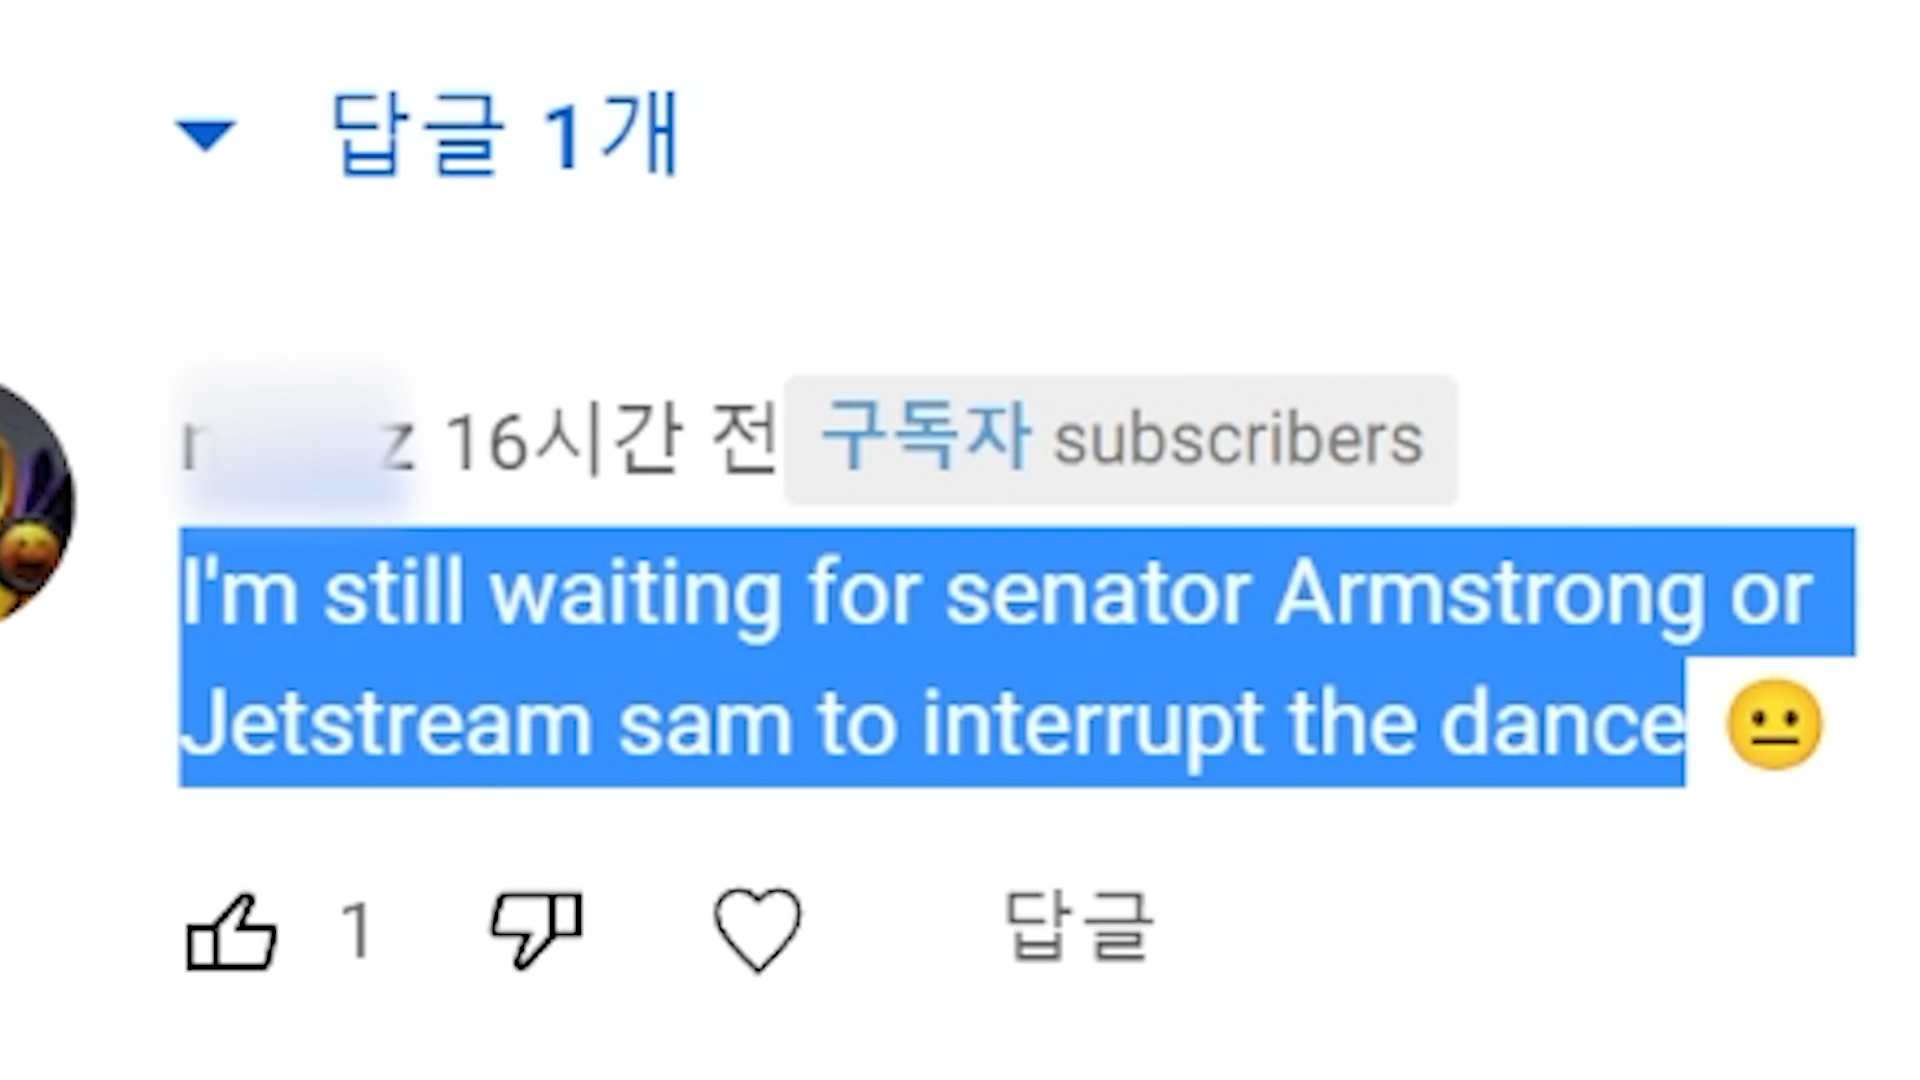 답글 1개
16시간 전 구독자 subscribers
I'm still waiting for senator Armstrong or
Jetstream sam to interrupt the dance 😐
1 답글